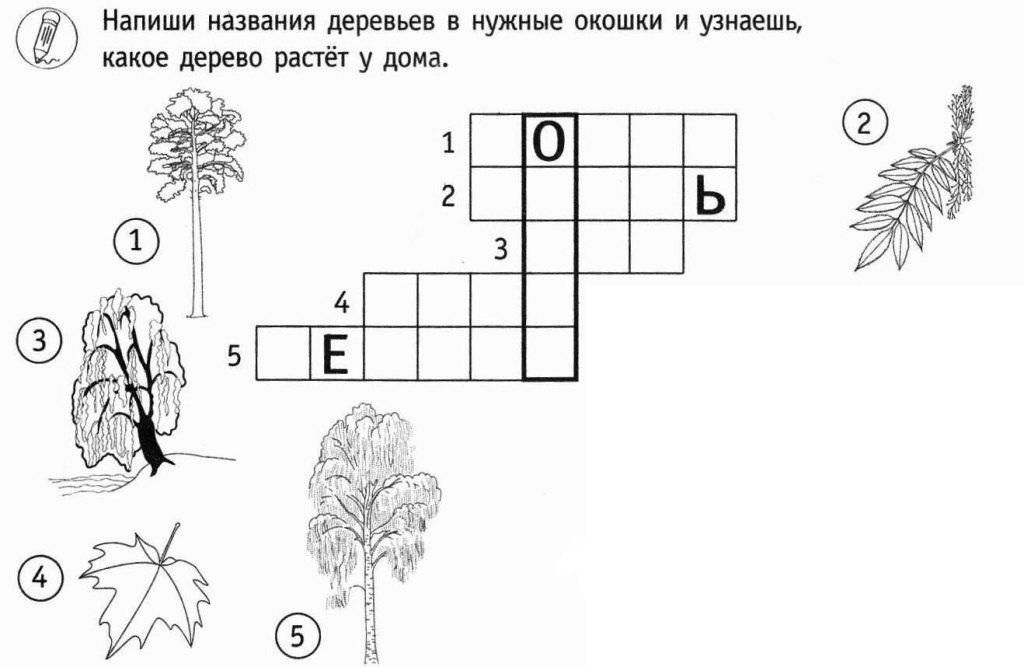 Напиши названия деревьев в нужные окошки и узнаешь,
какое дерево растёт у дома.
1
О
2
Ь
3
4
5
Е
2
1
3
4
5